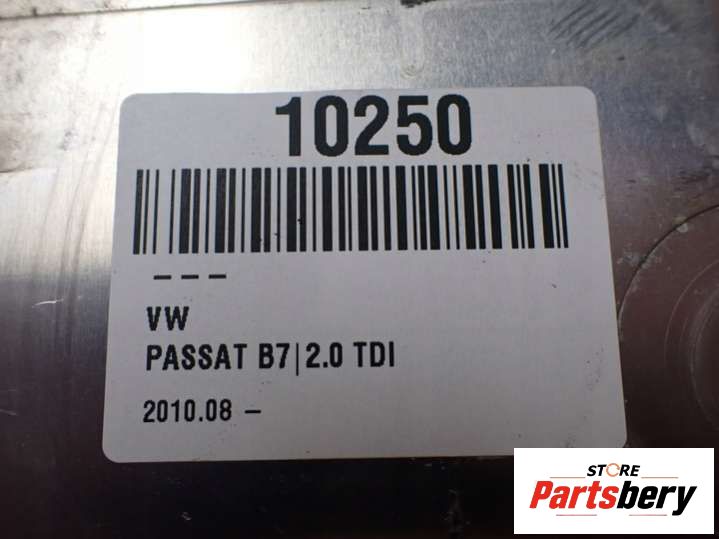 10250
---
VW
PASSAT B7|2.0 TDI
2010.08 -
STORE
Partsbery